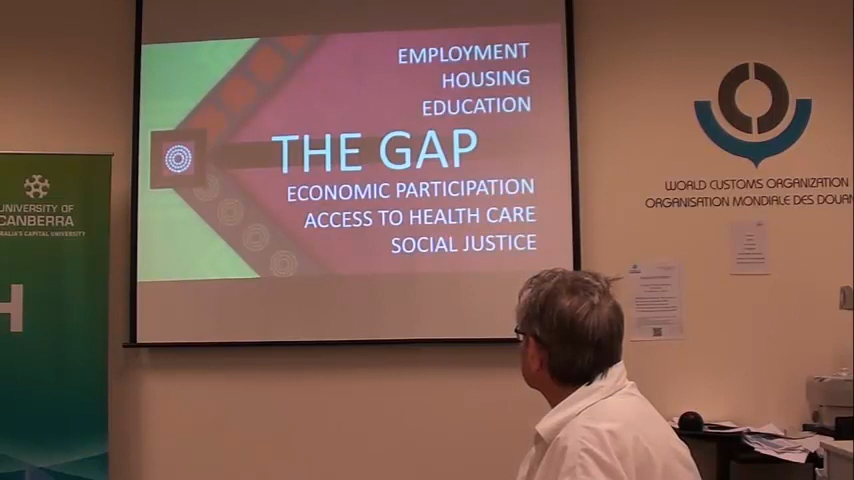 EMPLOYMENT
HOUSING
EDUCATION
THE GAP
ECONOMIC PARTICIPATION
ACCESS TO HEALTH CARE
SOCIAL JUSTICE
UNIVERSITY OF
CANBERRA
H
WORLD CUSTOMS ORGANIZATION
ORGANISATION MONDIALE DES DOUAN